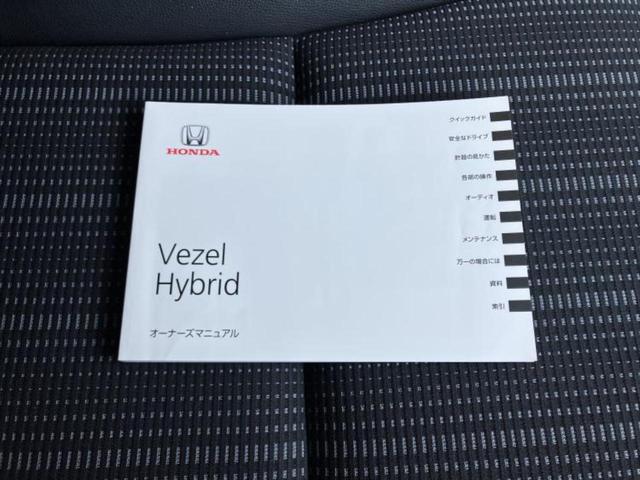 HONDA
Vezel
Hybrid
オーナーズマニュアル
クイックガイド
安全なドライブ
計器の見かた
各部の操作
オーディオ
運転
メンテナンス
万一の場合には
資料
索引